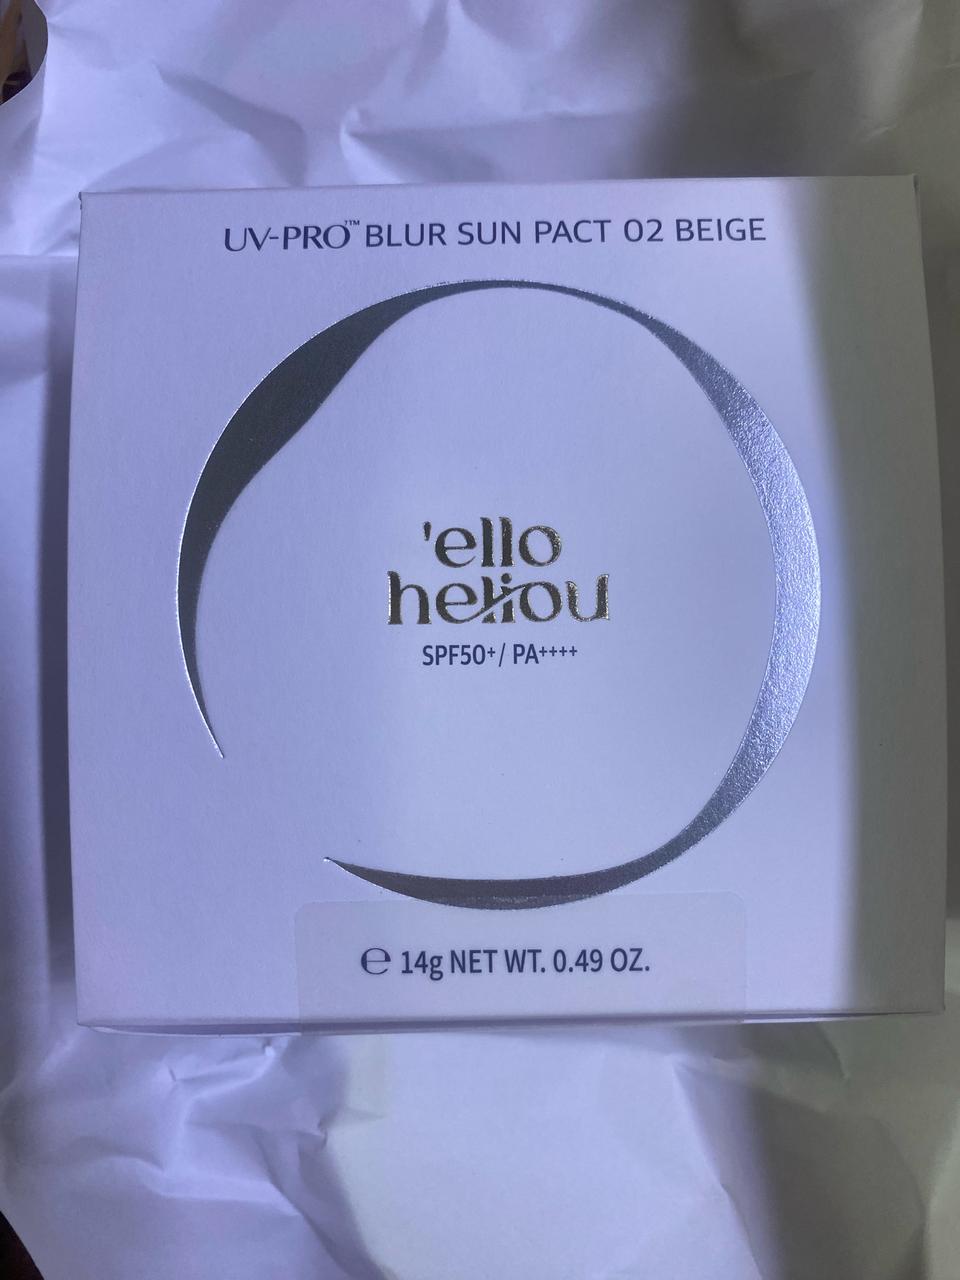 UV-PRO™ BLUR SUN PACT 02 BEIGE
'ello
heliou
SPF50+/ PA++++
℮ 14g NET WT. 0.49 OZ.